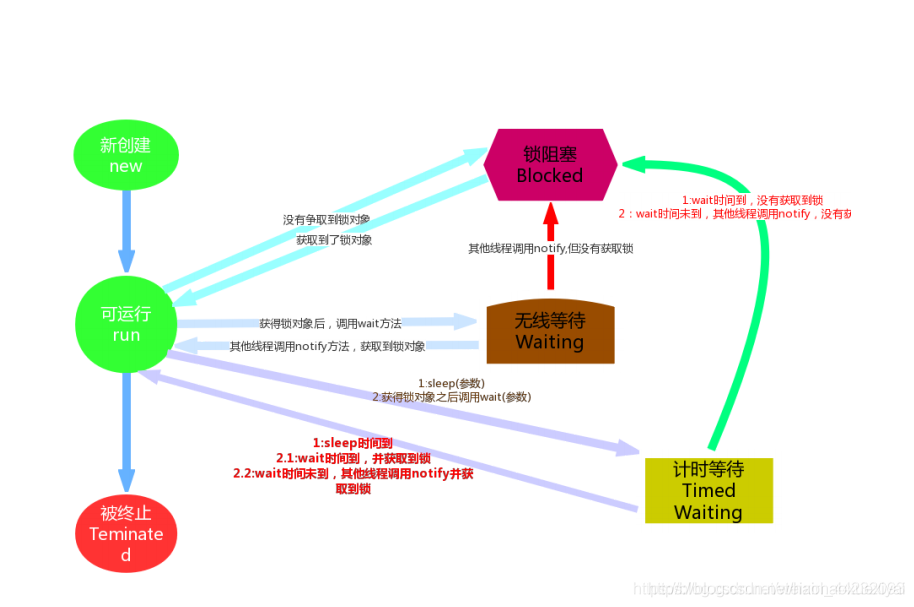 新创建
new
锁阻塞
Blocked
1:wait时间到，没有获取到锁
2：wait时间未到，其他线程调用notify，没有获
没有争取到锁对象
获取到了锁对象
其他线程调用notify,但没有获取锁
可运行
run
获得锁对象后，调用wait方法
其他线程调用notify方法，获取到锁对象
无线等待
Waiting
1:sleep(参数)
2:获得锁对象之后调用wait(参数)
1:sleep时间到
2.1:wait时间到，并获取到锁
2.2:wait时间未到，其他线程调用notify并获
取到锁
计时等待
Timed
Waiting
被终止
Teminate
d